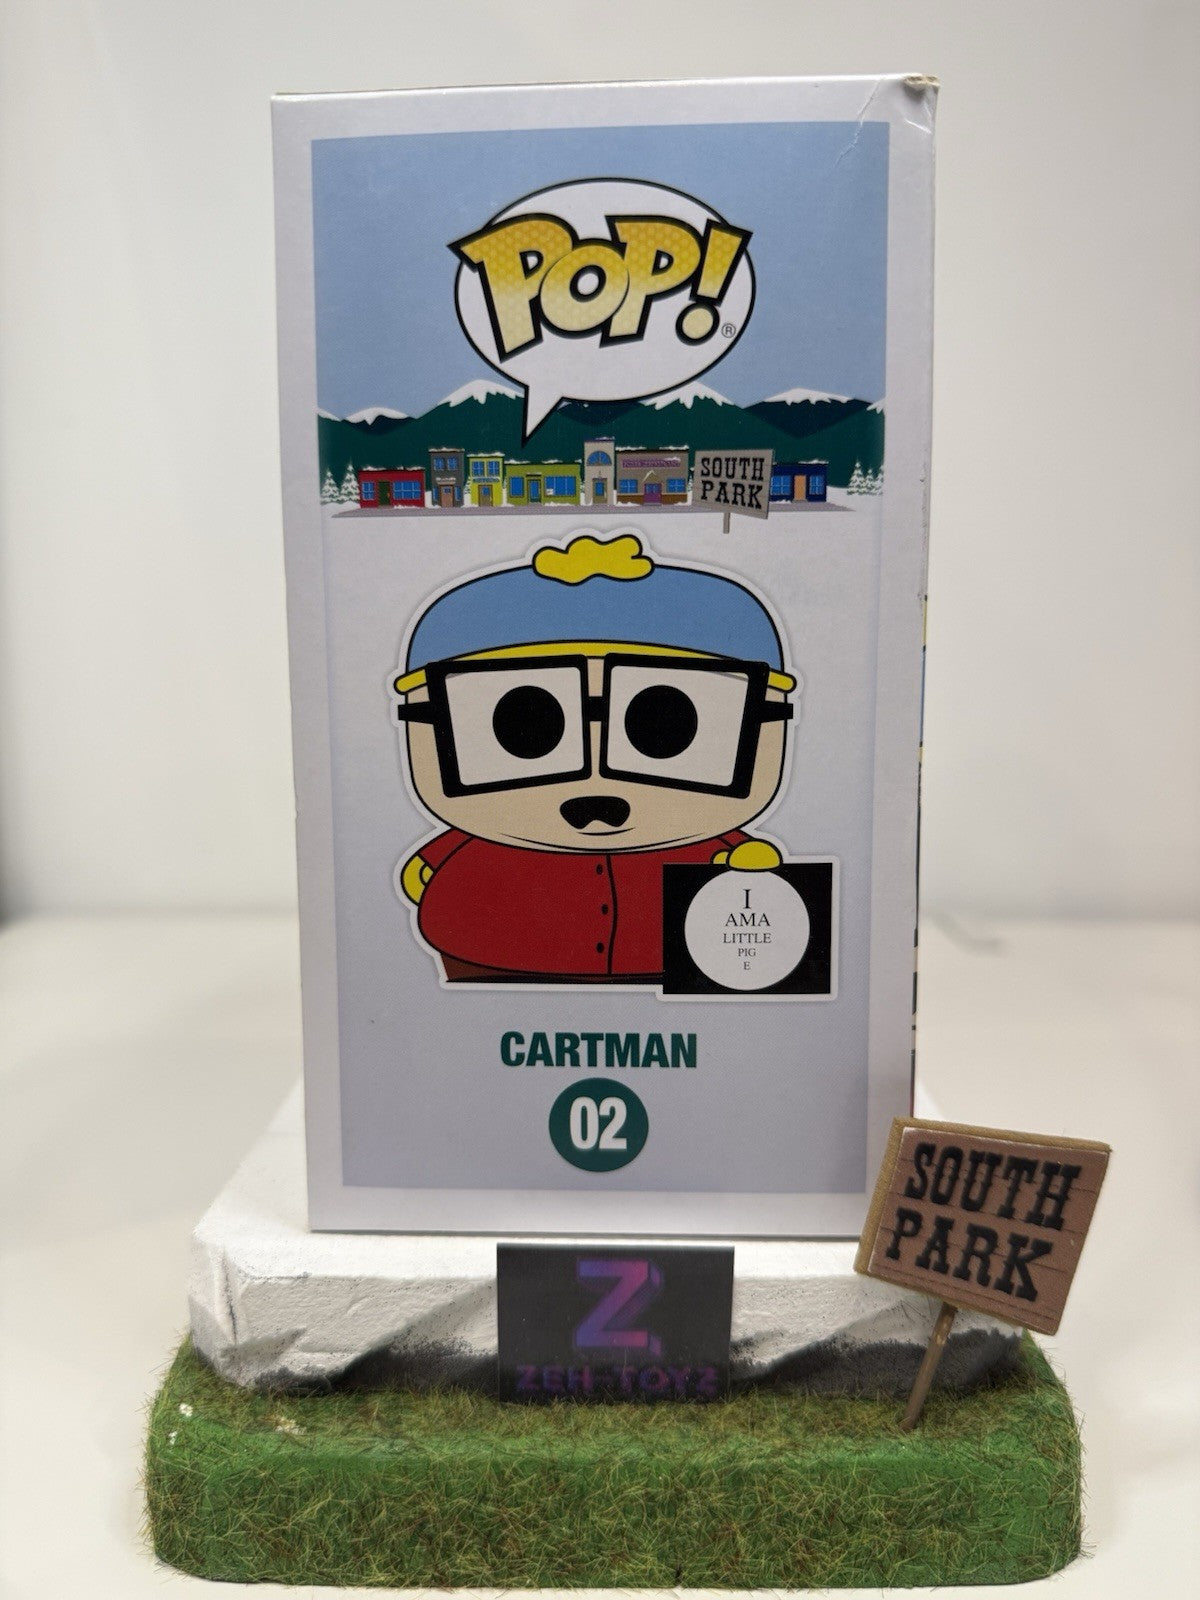 POP!
®
SOUTH
PARK
I
AMA
LITTLE
PIG
E
CARTMAN
02
SOUTH
PARK
Z
ZEH-TOYZ